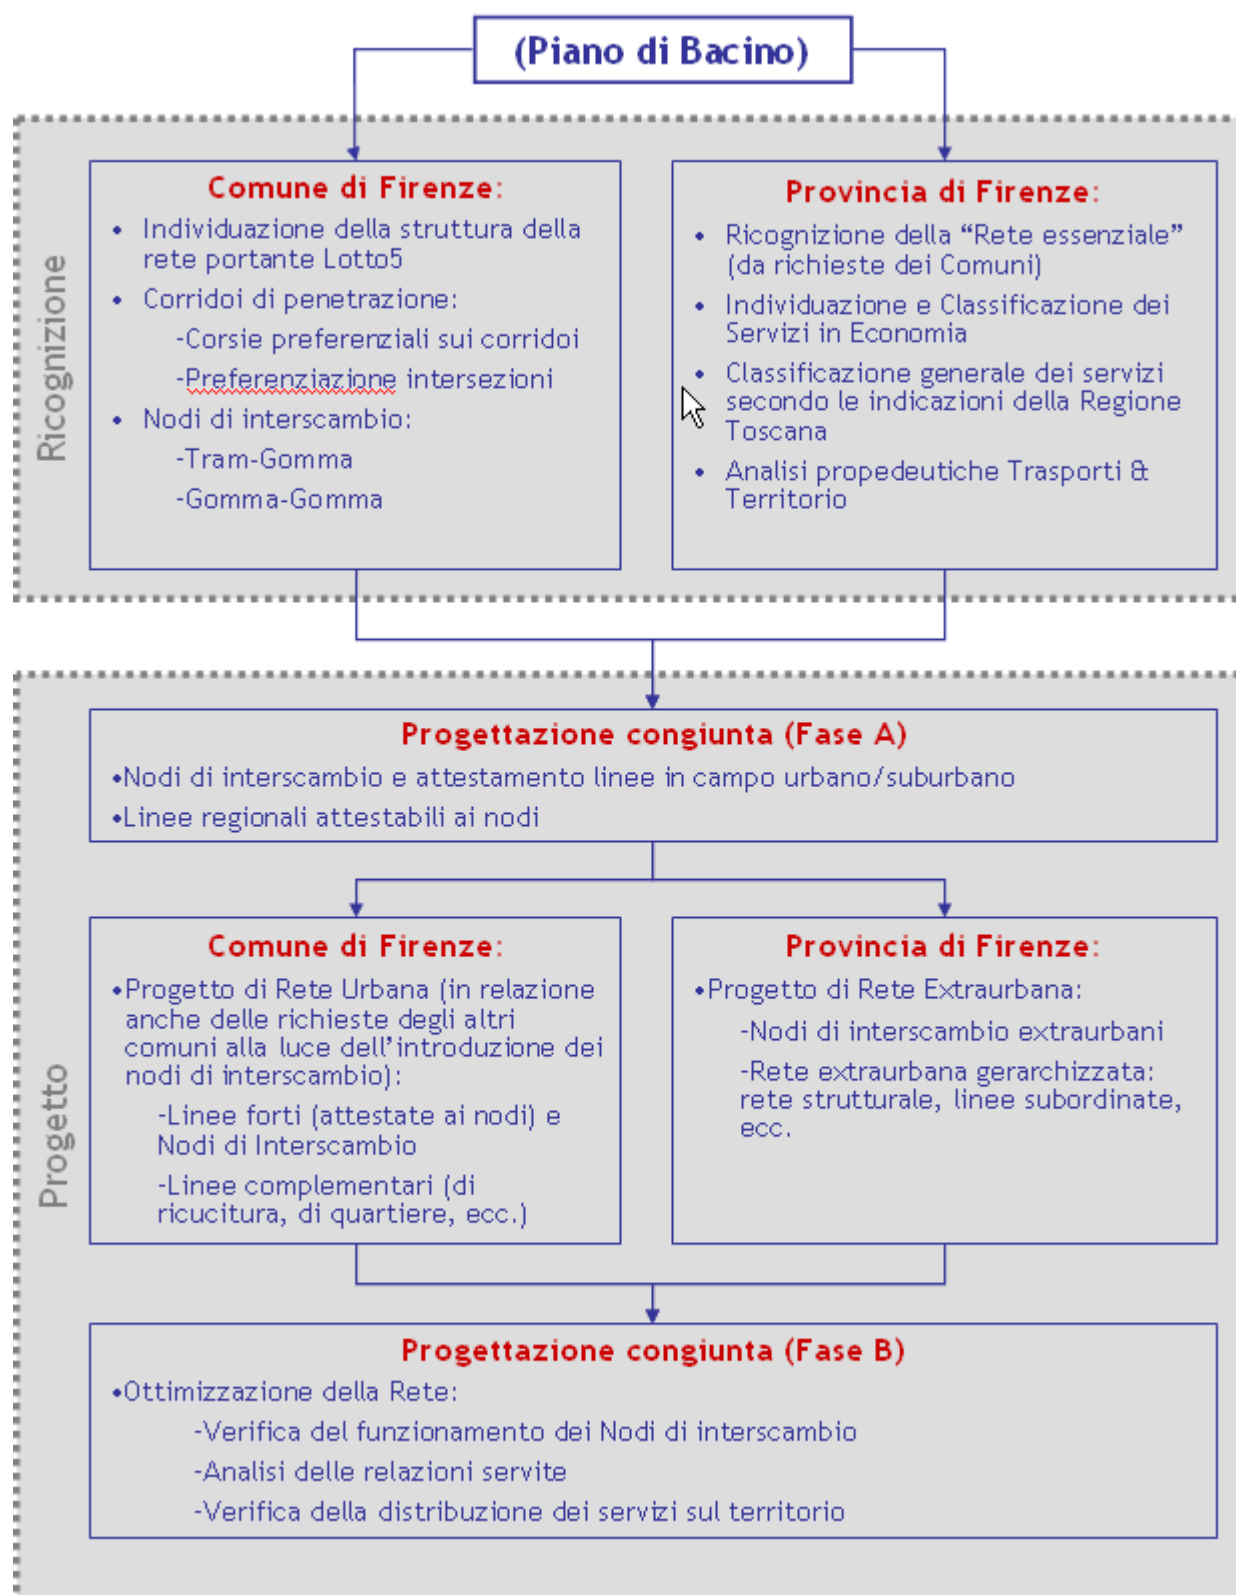 (Piano di Bacino)
Ricognizione
Comune di Firenze:
• Individuazione della struttura della
rete portante Lotto5
• Corridoi di penetrazione:
-Corsie preferenziali sui corridoi
-Preferenziazione intersezioni
• Nodi di interscambio:
-Tram-Gomma
-Gomma-Gomma
Provincia di Firenze:
• Ricognizione della “Rete essenziale”
(da richieste dei Comuni)
• Individuazione e Classificazione dei
Servizi in Economia
• Classificazione generale dei servizi
secondo le indicazioni della Regione
Toscana
• Analisi propedeutiche Trasporti &
Territorio
Progetto
Progettazione congiunta (Fase A)
•Nodi di interscambio e attestamento linee in campo urbano/suburbano
•Linee regionali attestabili ai nodi
Comune di Firenze:
•Progetto di Rete Urbana (in relazione
anche delle richieste degli altri
comuni alla luce dell’introduzione dei
nodi di interscambio):
-Linee forti (attestate ai nodi) e
Nodi di Interscambio
-Linee complementari (di
ricucitura, di quartiere, ecc.)
Provincia di Firenze:
•Progetto di Rete Extraurbana:
-Nodi di interscambio extraurbani
-Rete extraurbana gerarchizzata:
rete strutturale, linee subordinate,
ecc.
Progettazione congiunta (Fase B)
•Ottimizzazione della Rete:
-Verifica del funzionamento dei Nodi di interscambio
-Analisi delle relazioni servite
-Verifica della distribuzione dei servizi sul territorio